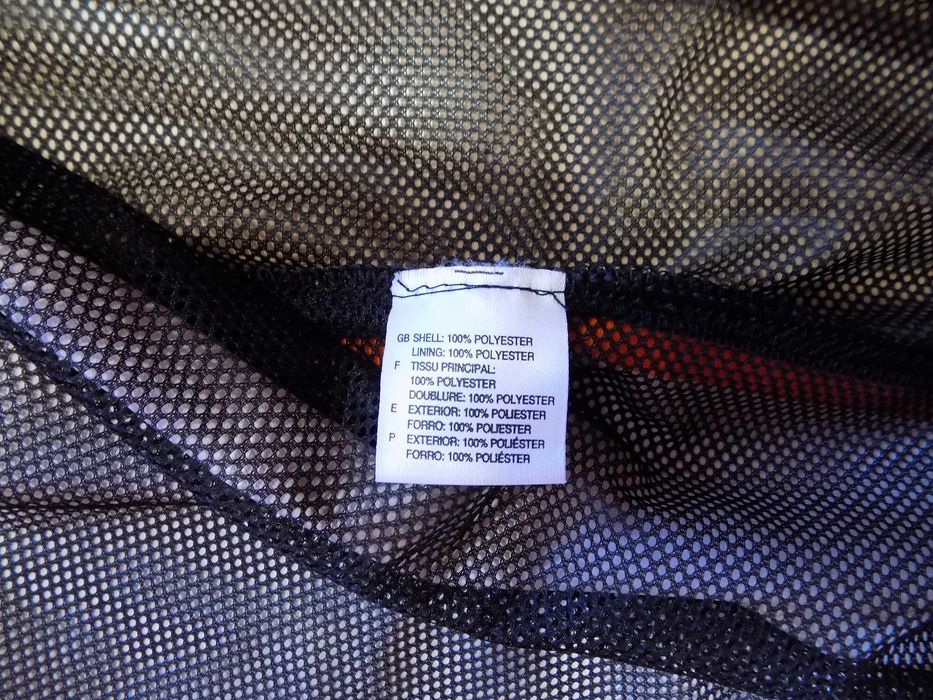 GB SHELL: 100% POLYESTER
LINING: 100% POLYESTER
F TISSU PRINCIPAL:
100% POLYESTER
DOUBLURE: 100% POLYESTER
E EXTERIOR: 100% POLIESTER
FORRO: 100% POLIESTER
P EXTERIOR: 100% POLIÉSTER
FORRO: 100% POLIÉSTER